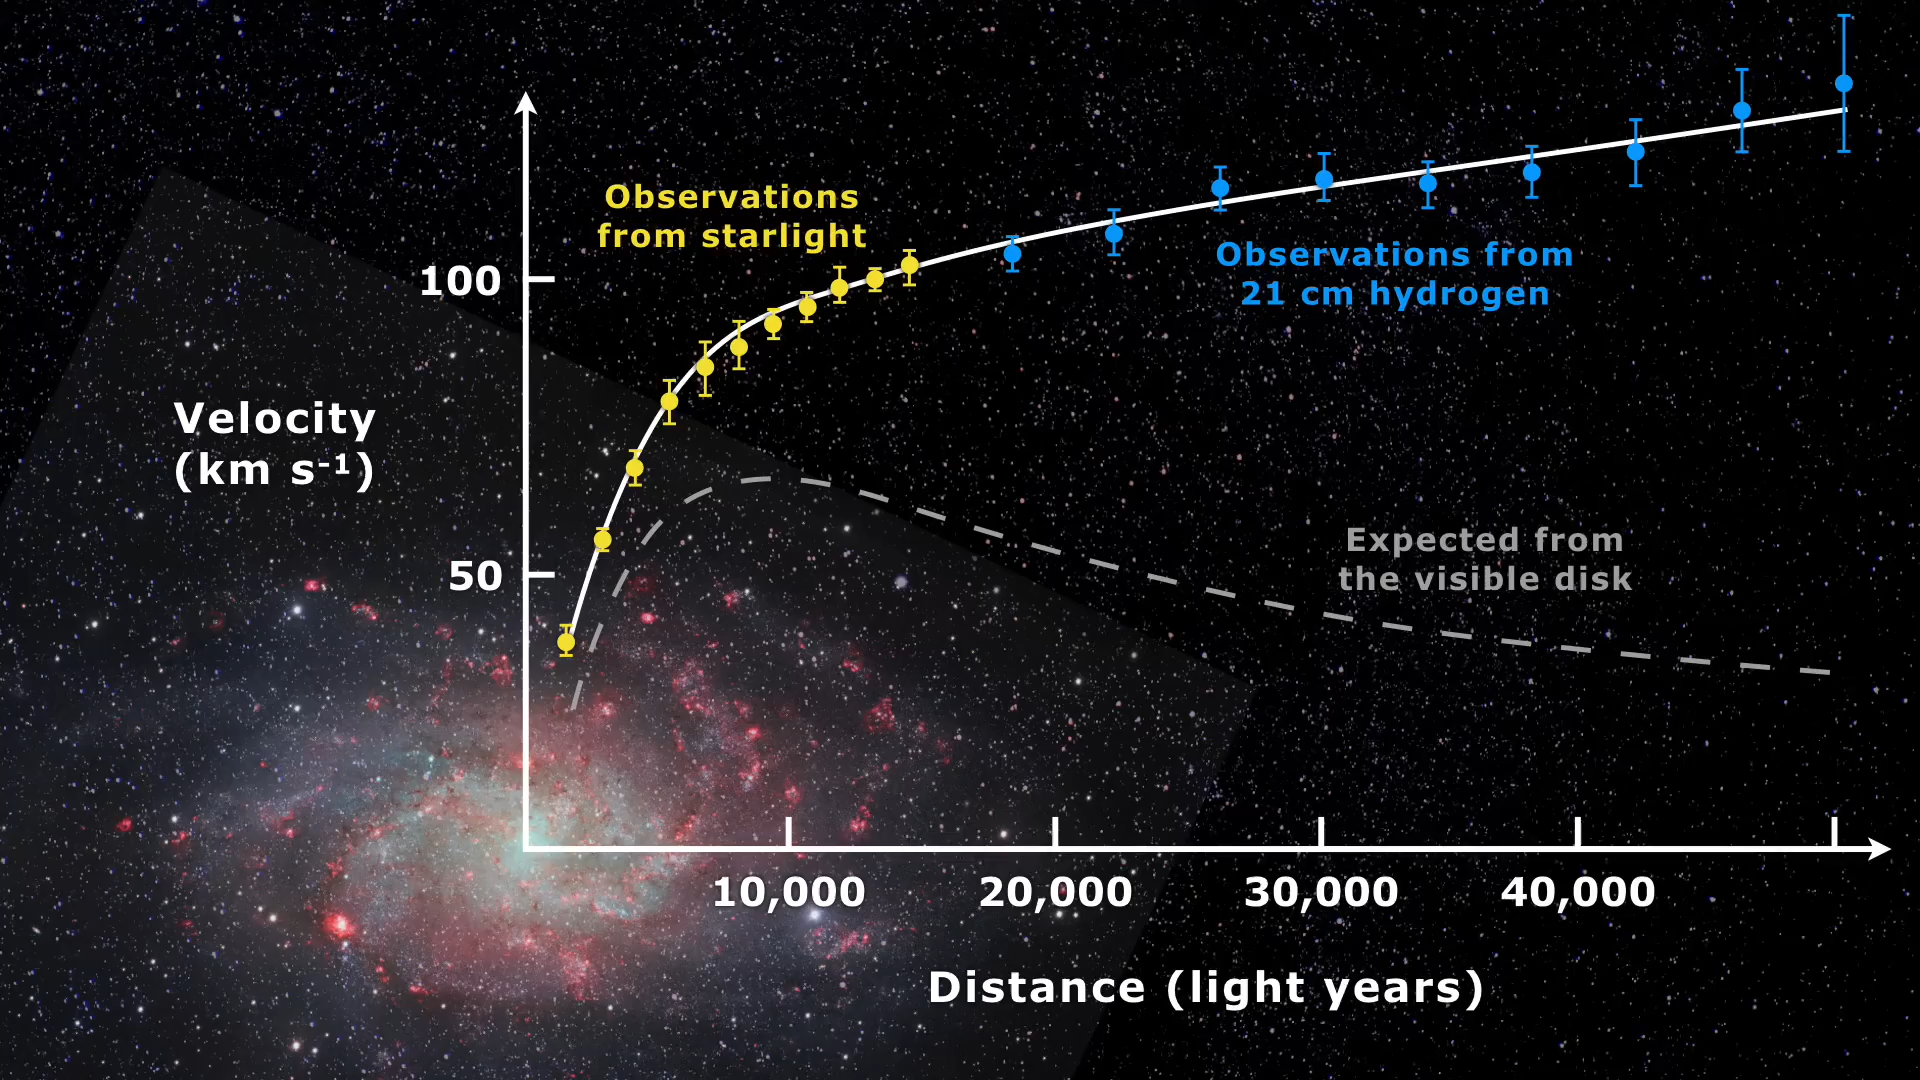 Observations
from starlight
100
Observations from
21 cm hydrogen
Velocity
(km s⁻¹)
Expected from
the visible disk
50
10,000
20,000
30,000
40,000
Distance (light years)